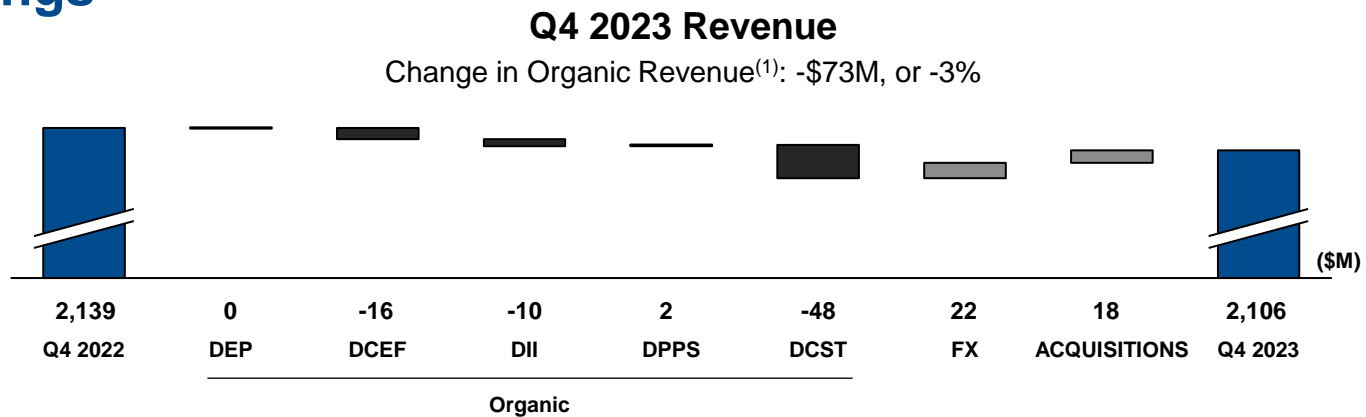 Q4 2023 Revenue
Change in Organic Revenue(1): -$73M, or -3%
($M)
2,139 0 -16 -10 2 -48 22 18 2,106
Q4 2022 DEP DCEF DII DPPS DCST FX ACQUISITIONS Q4 2023
Organic